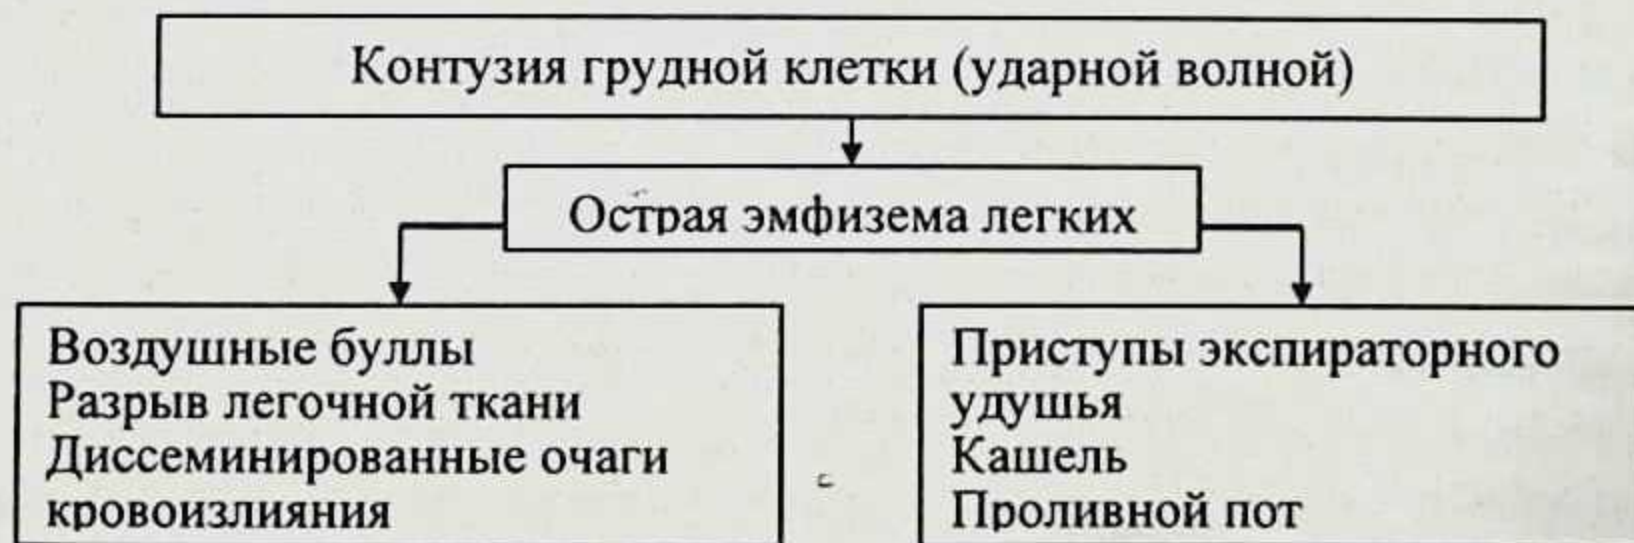 Контузия грудной клетки (ударной волной)
Острая эмфизема легких
Воздушные буллы
Разрыв легочной ткани
Диссеминированные очаги
кровоизлияния
Приступы экспираторного
удушья
Кашель
Проливной пот